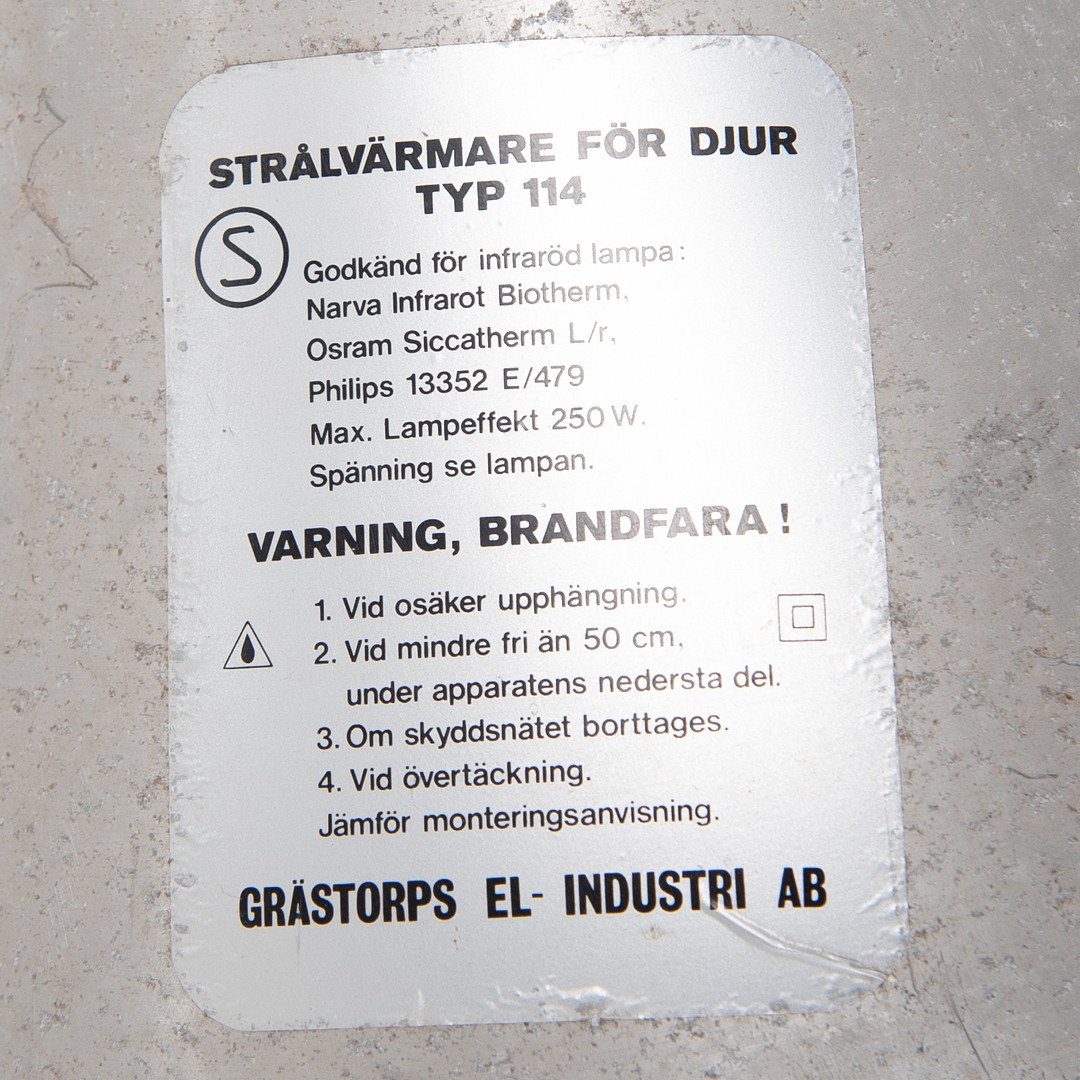 STRÅLVÄRMARE FÖR DJUR
TYP 114
S
Godkänd för infraröd lampa:
Narva Infrarot Biotherm,
Osram Siccatherm L/r,
Philips 13352 E/479
Max. Lampeffekt 250 W.
Spänning se lampan.
VARNING, BRANDFARA!
1. Vid osäker upphängning.
2. Vid mindre fri än 50 cm,
under apparatens nedersta del.
3. Om skyddsnätet borttages.
4. Vid övertäckning.
Jämför monteringsanvisning.
GRÄSTORPS EL- INDUSTRI AB